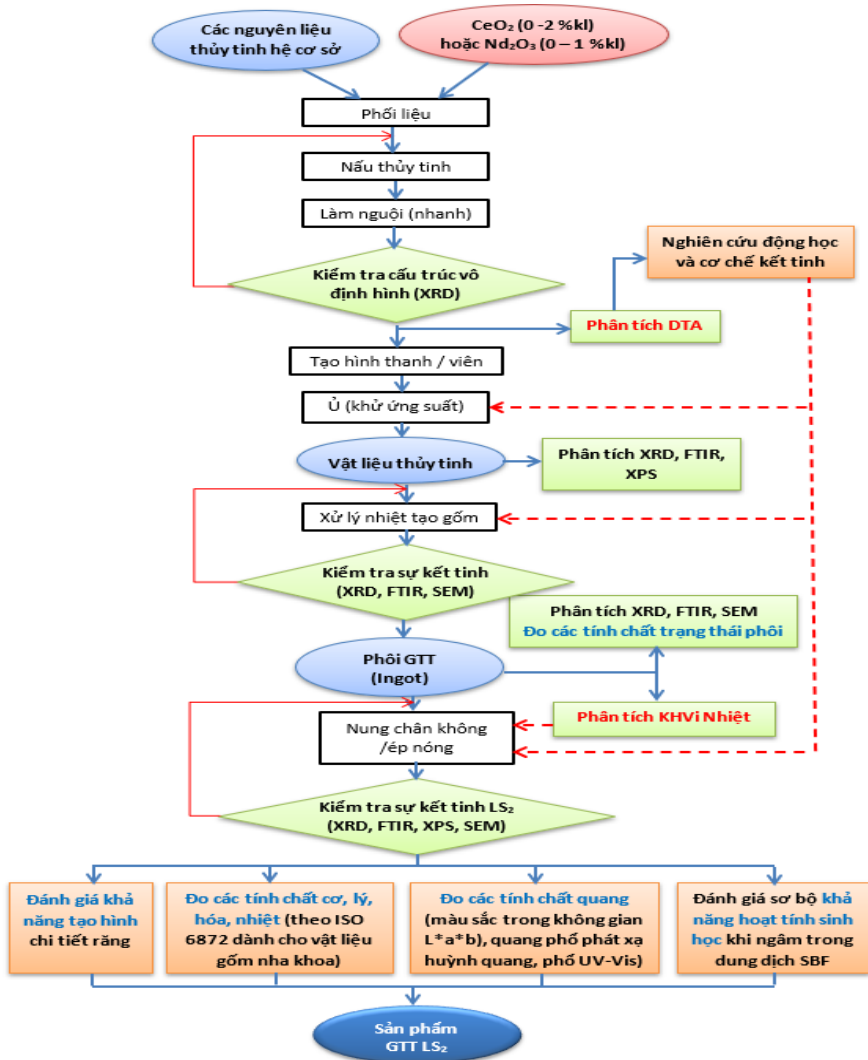 Các nguyên liệu
thủy tinh hệ cơ sở
CeO₂ (0 -2 %kl)
hoặc Nd₂O₃ (0 – 1 %kl)
Phối liệu
Nấu thủy tinh
Làm nguội (nhanh)
Nghiên cứu động học
và cơ chế kết tinh
Kiểm tra cấu trúc vô
định hình (XRD)
Phân tích DTA
Tạo hình thanh / viên
Ủ (khử ứng suất)
Vật liệu thủy tinh
Phân tích XRD, FTIR,
XPS
Xử lý nhiệt tạo gốm
Kiểm tra sự kết tinh
(XRD, FTIR, SEM)
Phân tích XRD, FTIR, SEM
Đo các tính chất trạng thái phôi
Phôi GTT
(Ingot)
Phân tích KHVi Nhiệt
Nung chân không
/ép nóng
Kiểm tra sự kết tinh LS₂
(XRD, FTIR, XPS, SEM)
Đánh giá khả
năng tạo hình
chi tiết răng
Đo các tính chất cơ, lý,
hóa, nhiệt (theo ISO
6872 dành cho vật liệu
gốm nha khoa)
Đo các tính chất quang
(màu sắc trong không gian
L*a*b), quang phổ phát xạ
huỳnh quang, phổ UV-Vis)
Đánh giá sơ bộ khả
năng hoạt tính sinh
học khi ngâm trong
dung dịch SBF
Sản phẩm
GTT LS₂